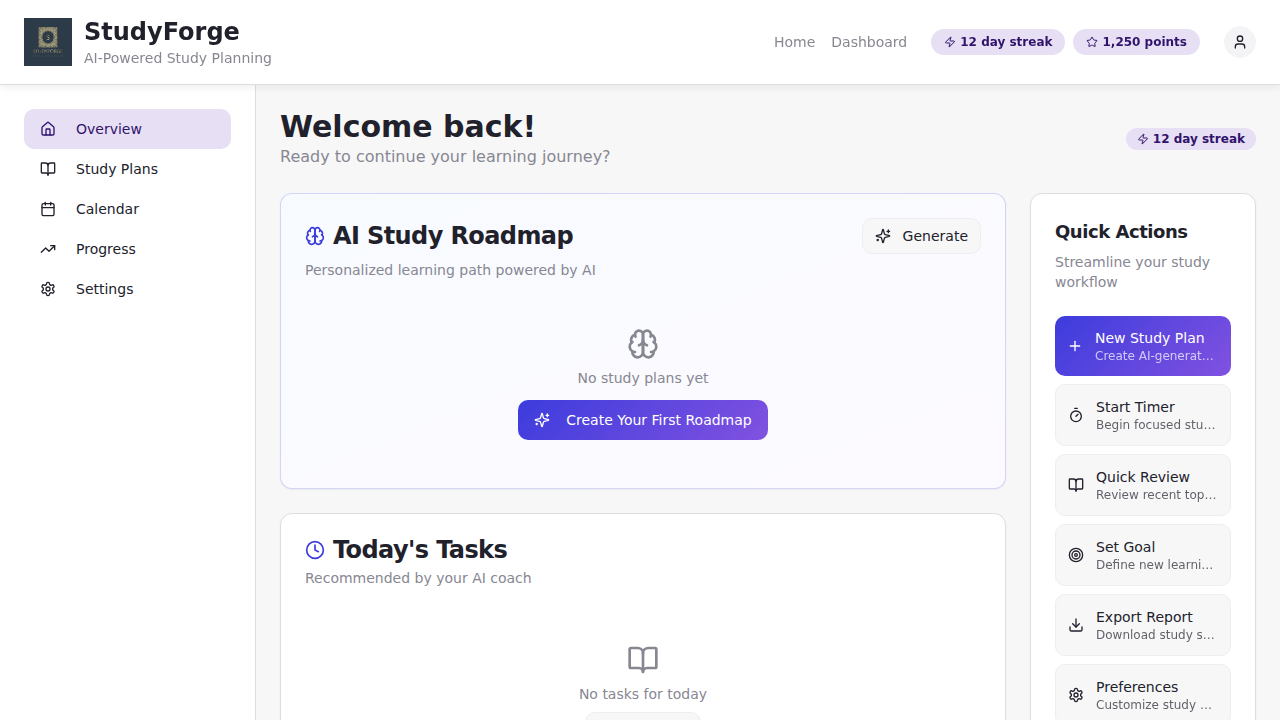 StudyForge
AI-Powered Study Planning
Home
Dashboard
12 day streak
1,250 points
Overview
Study Plans
Calendar
Progress
Settings
Welcome back!
Ready to continue your learning journey?
12 day streak
AI Study Roadmap
Generate
Personalized learning path powered by AI
No study plans yet
Create Your First Roadmap
Today's Tasks
Recommended by your AI coach
No tasks for today
Quick Actions
Streamline your study
workflow
New Study Plan
Create AI-generat...
Start Timer
Begin focused stu...
Quick Review
Review recent top...
Set Goal
Define new learni...
Export Report
Download study s...
Preferences
Customize study ...